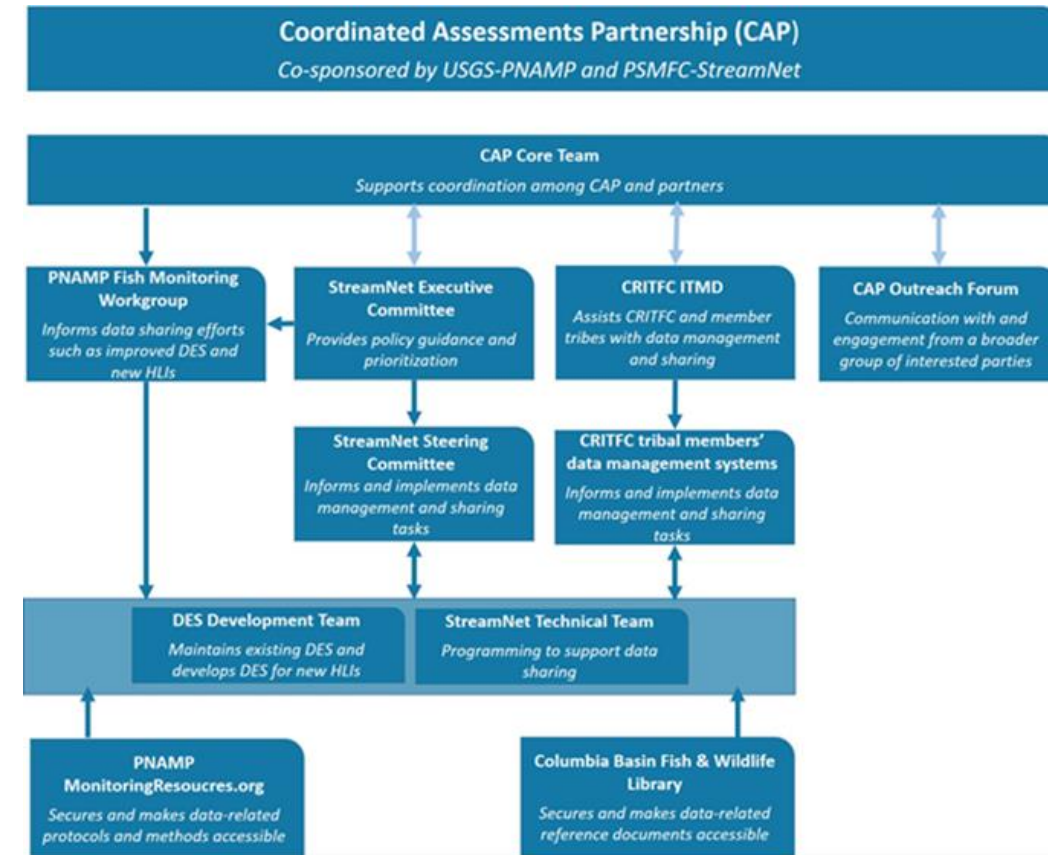 Coordinated Assessments Partnership (CAP)
Co-sponsored by USGS-PNAMP and PSMFC-StreamNet
CAP Core Team
Supports coordination among CAP and partners
PNAMP Fish Monitoring
Workgroup
Informs data sharing efforts
such as improved DES and
new HLIs
StreamNet Executive
Committee
Provides policy guidance and
prioritization
CRITFC ITMD
Assists CRITFC and member
tribes with data management
and sharing
CAP Outreach Forum
Communication with and
engagement from a broader
group of interested parties
StreamNet Steering
Committee
Informs and implements data
management and sharing
tasks
CRITFC tribal members'
data management systems
Informs and implements data
management and sharing
tasks
DES Development Team
Maintains existing DES and
develops DES for new HLIs
StreamNet Technical Team
Programming to support data
sharing
PNAMP
MonitoringResoucres.org
Secures and makes data-related
protocols and methods accessible
Columbia Basin Fish & Wildlife
Library
Secures and makes data-related
reference documents accessible